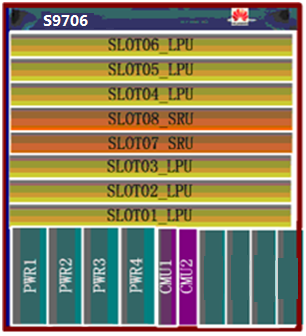 S9706
SLOT06_LPU
SLOT05_LPU
SLOT04_LPU
SLOT08_SRU
SLOT07_SRU
SLOT03_LPU
SLOT02_LPU
SLOT01_LPU
PWR1
PWR2
PWR3
PWR4
CMU1
CMU2